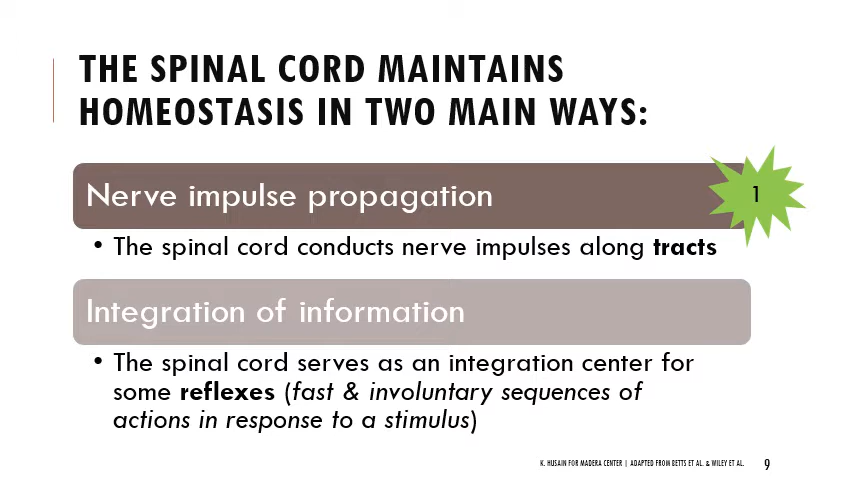 THE SPINAL CORD MAINTAINS
HOMEOSTASIS IN TWO MAIN WAYS:
Nerve impulse propagation
1
• The spinal cord conducts nerve impulses along tracts
Integration of information
• The spinal cord serves as an integration center for
some reflexes (fast & involuntary sequences of
actions in response to a stimulus)
K. HUSAIN FOR MADERA CENTER | ADAPTED FROM BETTS ET AL. & WILEY ET AL.
9